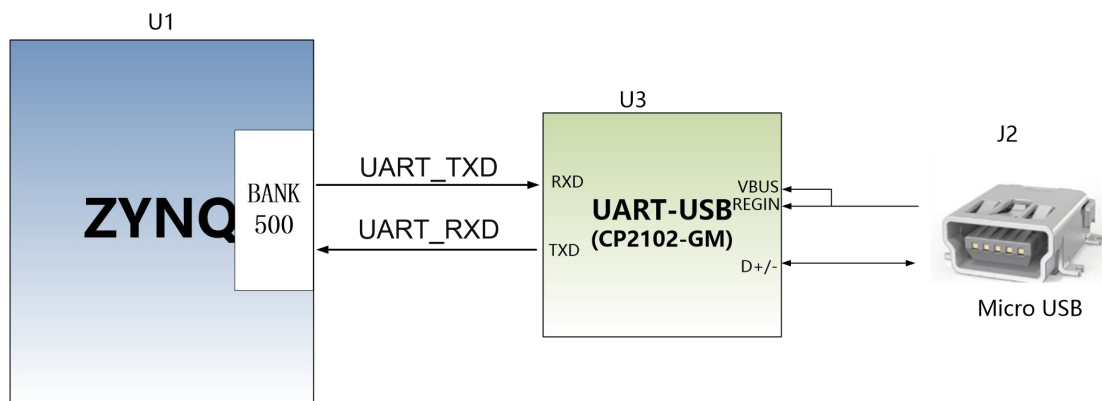 U1
U3
J2
ZYNQ
BANK
500
UART_TXD
UART_RXD
RXD
TXD
UART-USB
(CP2102-GM)
VBUS
REGIN
D+/-
Micro USB